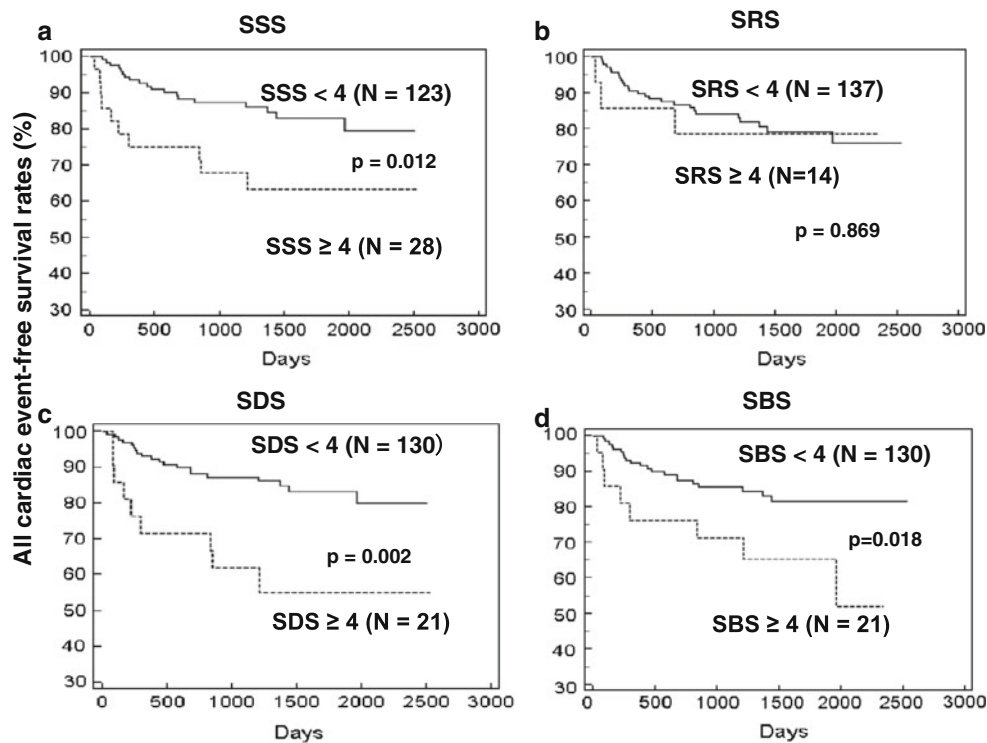 All cardiac event-free survival rates (%)
a
SSS
100
90
80
70
60
50
40
30
SSS < 4 (N = 123)
p = 0.012
SSS ≥ 4 (N = 28)
0 500 1000 1500 2000 2500 3000
Days
b
SRS
100
90
80
70
60
50
40
30
SRS < 4 (N = 137)
SRS ≥ 4 (N=14)
p = 0.869
0 500 1000 1500 2000 2500 3000
Days
c
SDS
100
90
80
70
60
50
40
30
SDS < 4 (N = 130)
p = 0.002
SDS ≥ 4 (N = 21)
0 500 1000 1500 2000 2500 3000
Days
d
SBS
100
90
80
70
60
50
40
30
SBS < 4 (N = 130)
p=0.018
SBS ≥ 4 (N = 21)
0 500 1000 1500 2000 2500 3000
Days